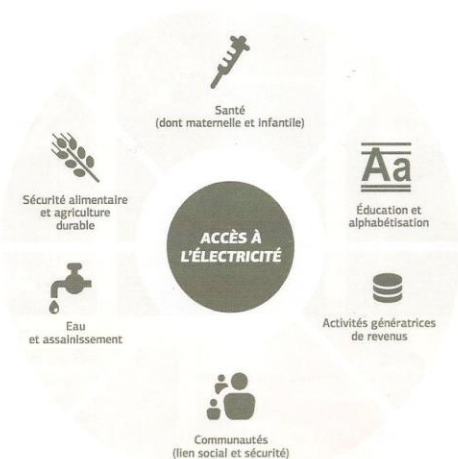 Santé
(dont maternelle et infantile)
Aa
Éducation et
alphabétisation
Activités génératrices
de revenus
Communautés
(lien social et sécurité)
Eau
et assainissement
Sécurité alimentaire
et agriculture
durable
ACCÈS À
L'ÉLECTRICITÉ